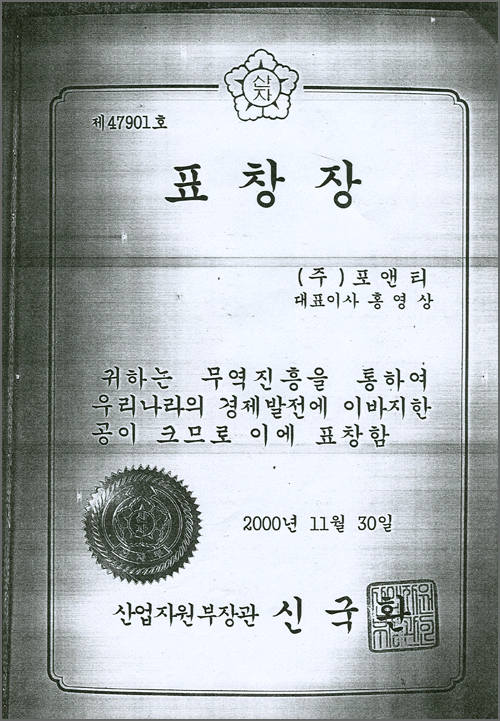 산자
제47901호
표 창 장
(주) 포앤티
대표이사 홍영상
귀하는 무역진흥을 통하여
우리나라의 경제발전에 이바지한
공이 크므로 이에 표창함
2000년 11월 30일
산업자원부장관 신 국 환